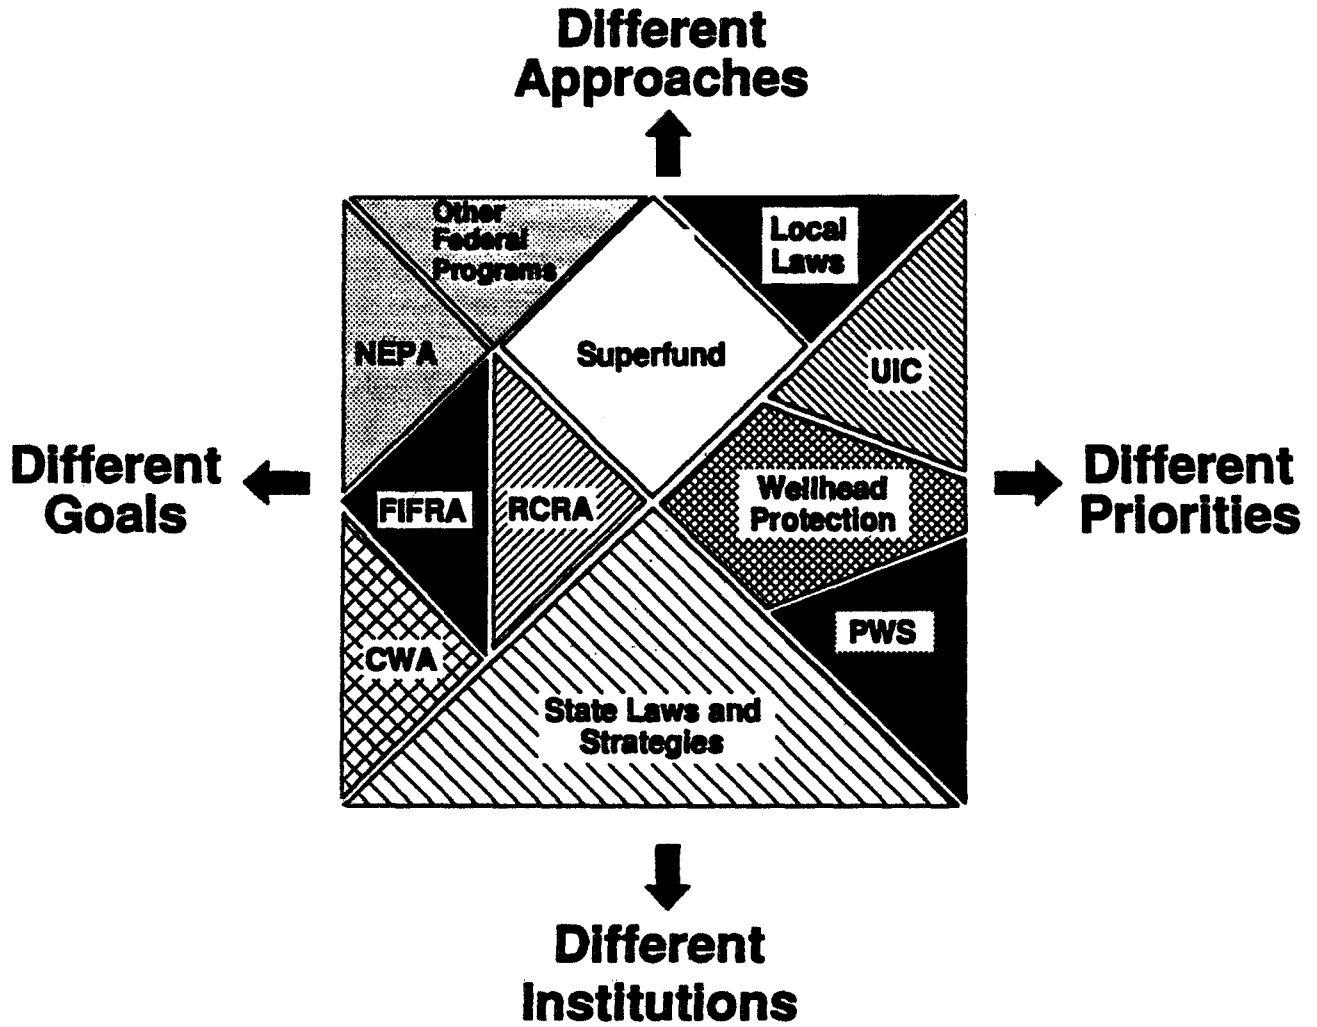 Different
Approaches
Other
Federal
Programs
Local
Laws
NEPA
Superfund
UIC
Different
Goals
FIFRA
RCRA
Wellhead
Protection
Different
Priorities
CWA
PWS
State Laws and
Strategies
Different
Institutions